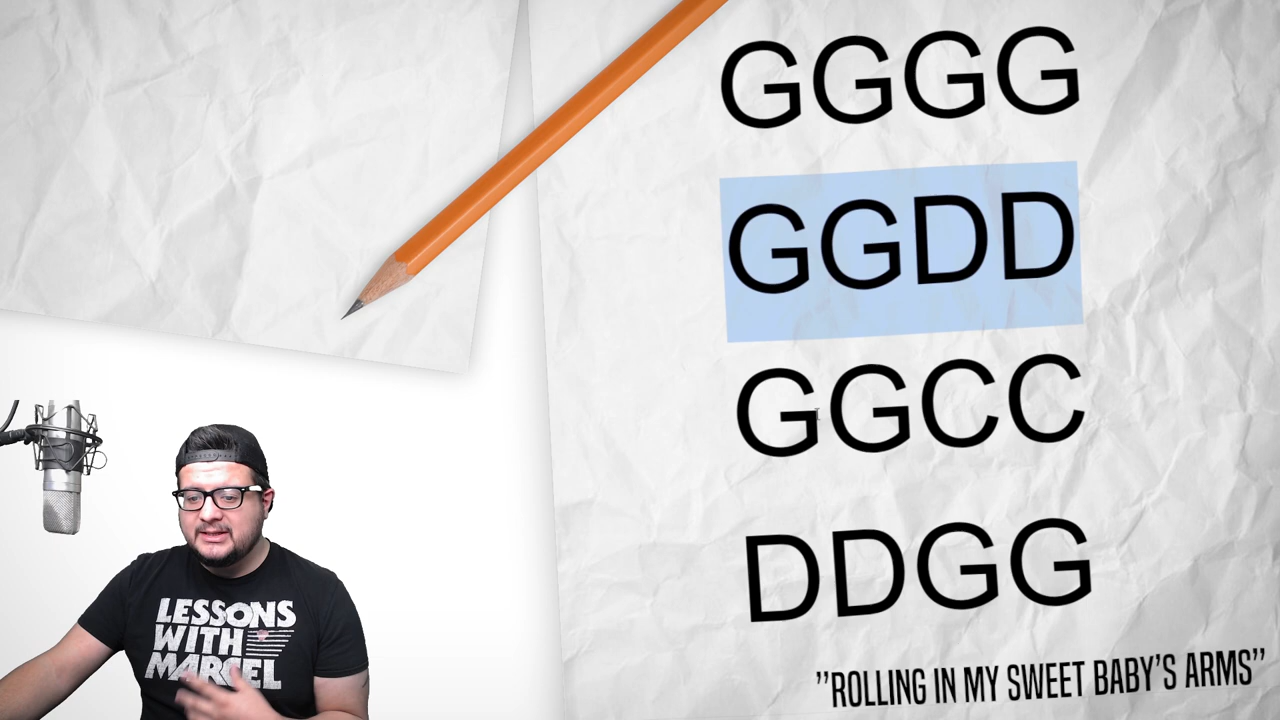 GGGG
GGDD
GGCC
DDGG
"ROLLING IN MY SWEET BABY'S ARMS"
LESSONS
WITH
MARCEL